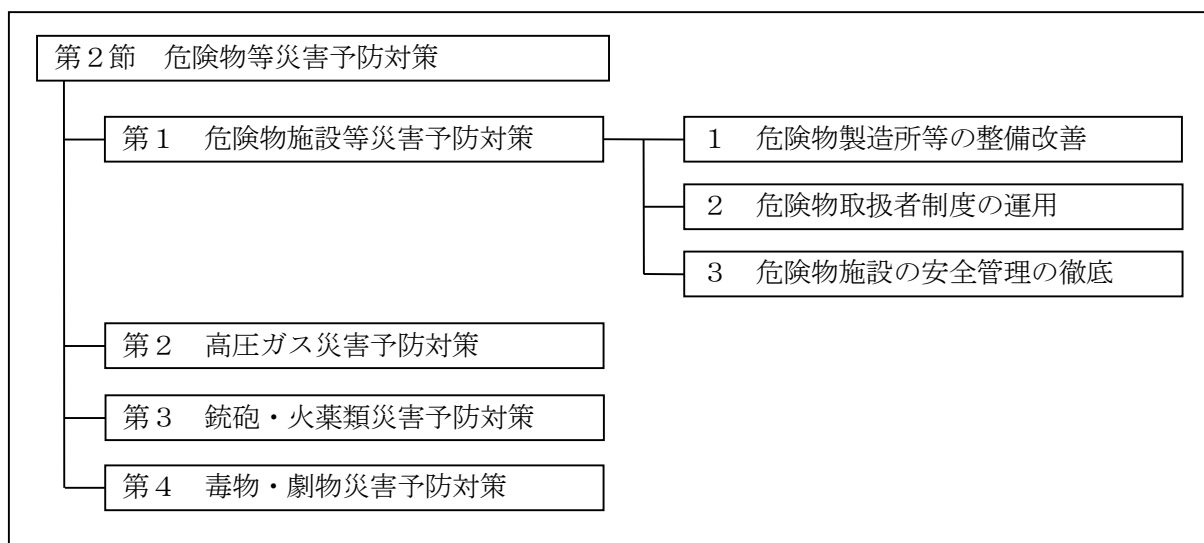 第２節　危険物等災害予防対策
第１　危険物施設等災害予防対策
１　危険物製造所等の整備改善
２　危険物取扱者制度の運用
３　危険物施設の安全管理の徹底
第２　高圧ガス災害予防対策
第３　銃砲・火薬類災害予防対策
第４　毒物・劇物災害予防対策